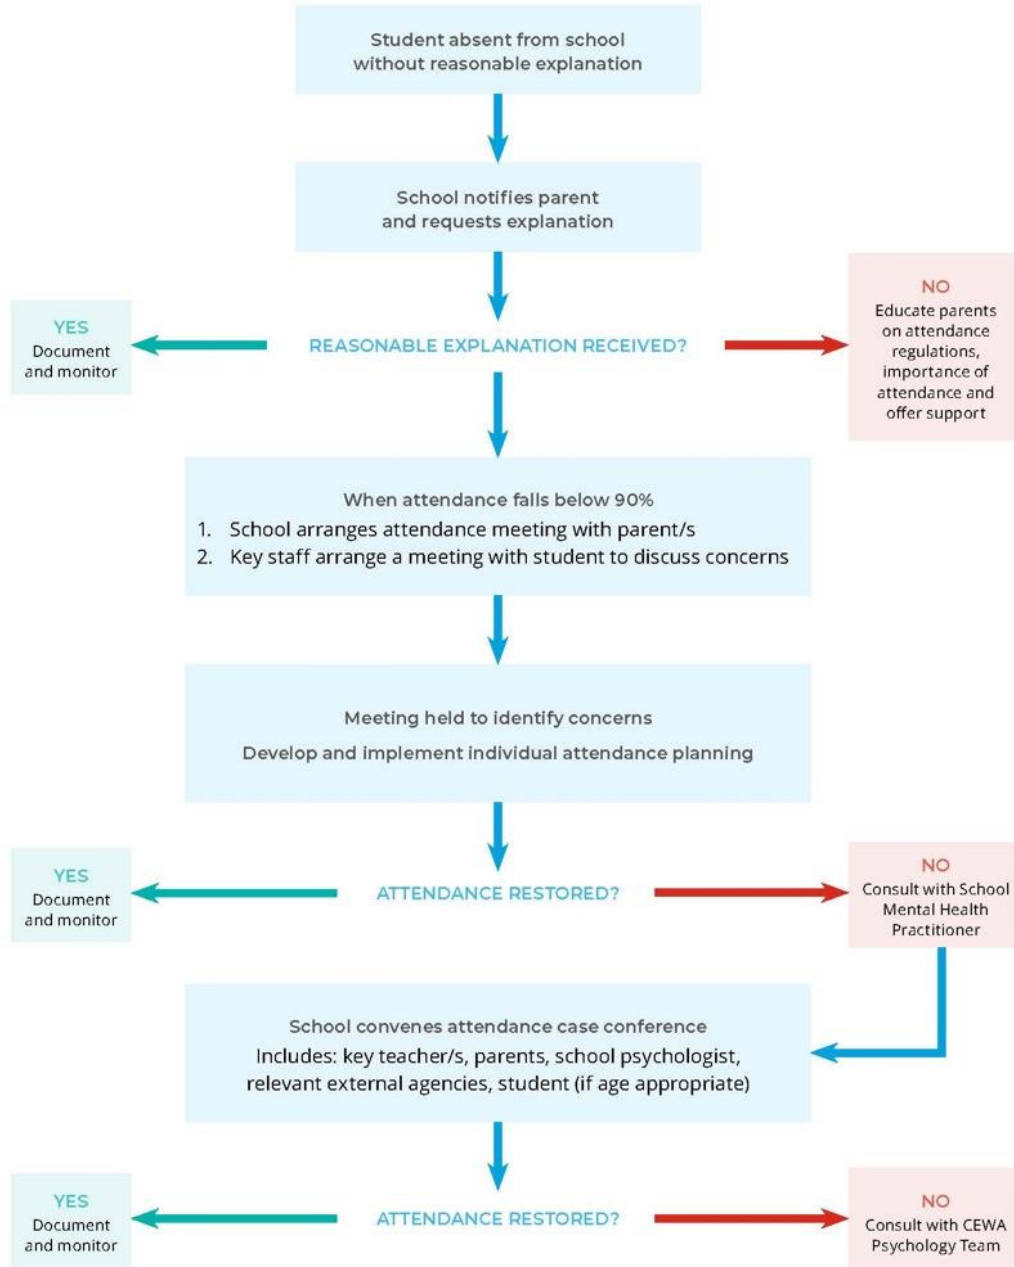 Student absent from school
without reasonable explanation
School notifies parent
and requests explanation
YES
Document
and monitor
REASONABLE EXPLANATION RECEIVED?
NO
Educate parents
on attendance
regulations,
importance of
attendance and
offer support
When attendance falls below 90%
1. School arranges attendance meeting with parent/s
2. Key staff arrange a meeting with student to discuss concerns
Meeting held to identify concerns
Develop and implement individual attendance planning
YES
Document
and monitor
ATTENDANCE RESTORED?
NO
Consult with School
Mental Health
Practitioner
School convenes attendance case conference
Includes: key teacher/s, parents, school psychologist,
relevant external agencies, student (if age appropriate)
YES
Document
and monitor
ATTENDANCE RESTORED?
NO
Consult with CEWA
Psychology Team